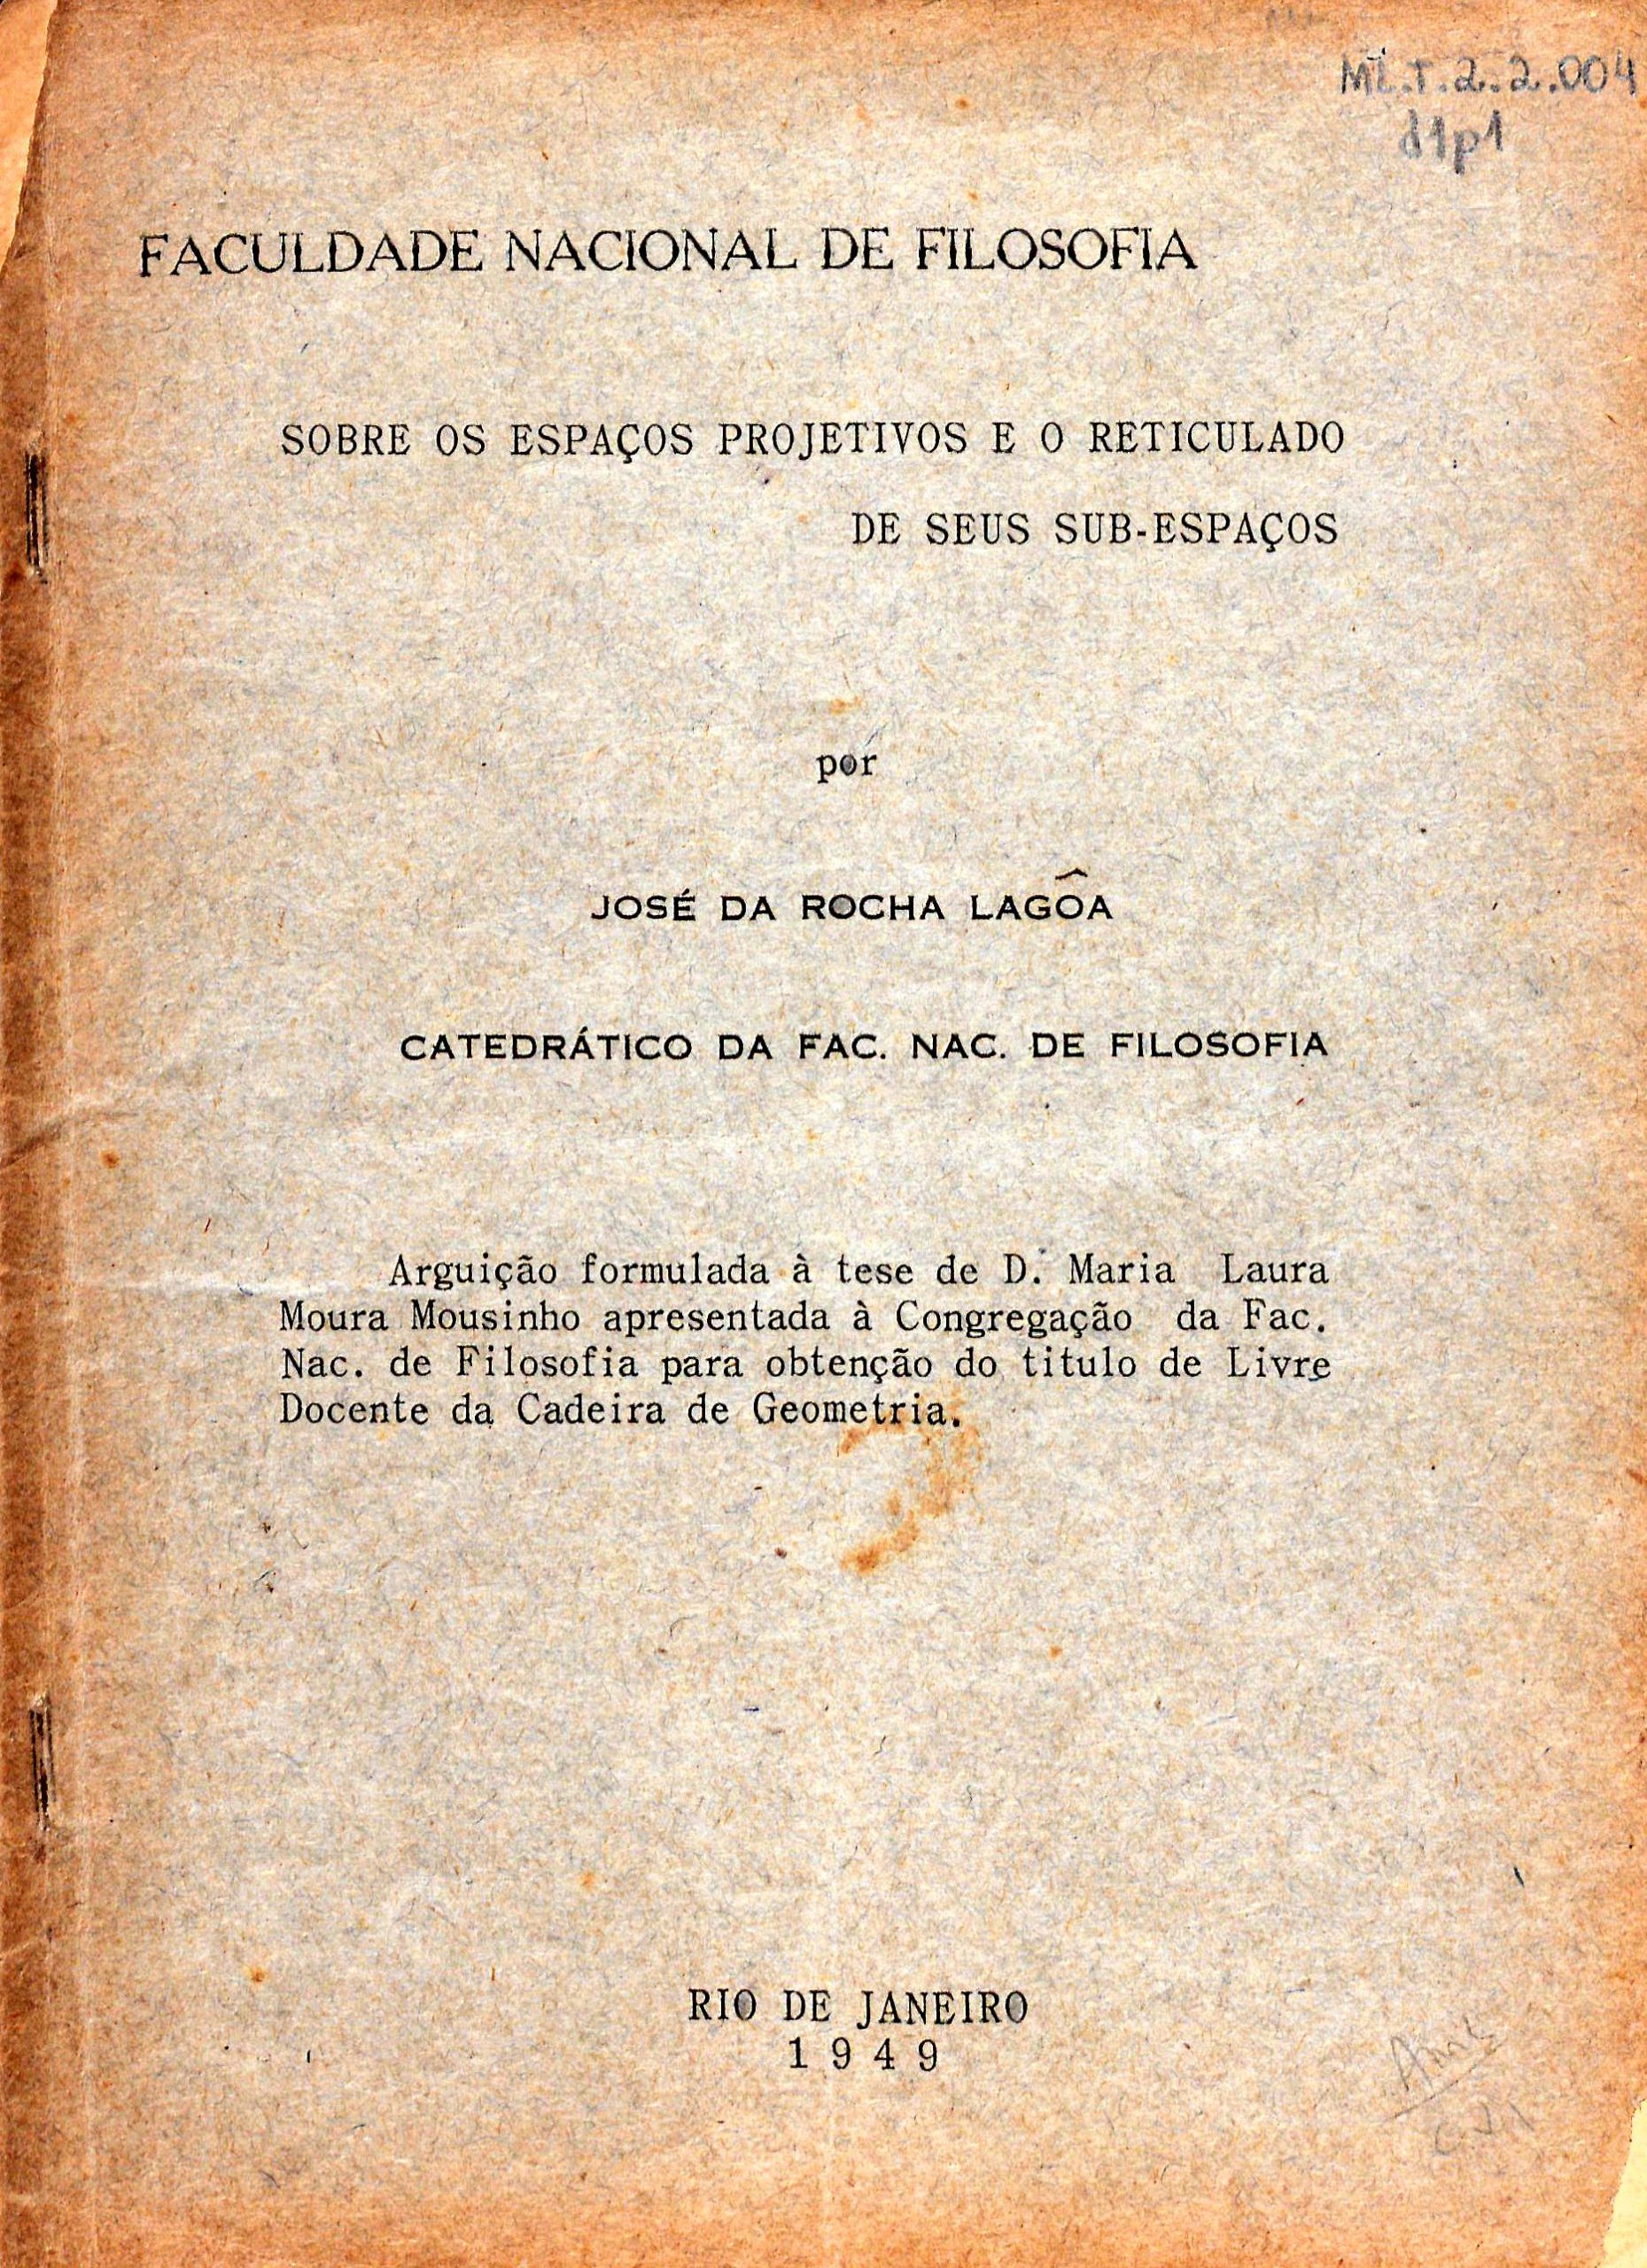 ML.T.2.2.004
d1p1
FACULDADE NACIONAL DE FILOSOFIA
SOBRE OS ESPAÇOS PROJETIVOS E O RETICULADO
DE SEUS SUB-ESPAÇOS
por
JOSÉ DA ROCHA LAGÔA
CATEDRÁTICO DA FAC. NAC. DE FILOSOFIA
Arguição formulada à tese de D. Maria Laura
Moura Mousinho apresentada à Congregação da Fac.
Nac. de Filosofia para obtenção do titulo de Livre
Docente da Cadeira de Geometria.
RIO DE JANEIRO
1949